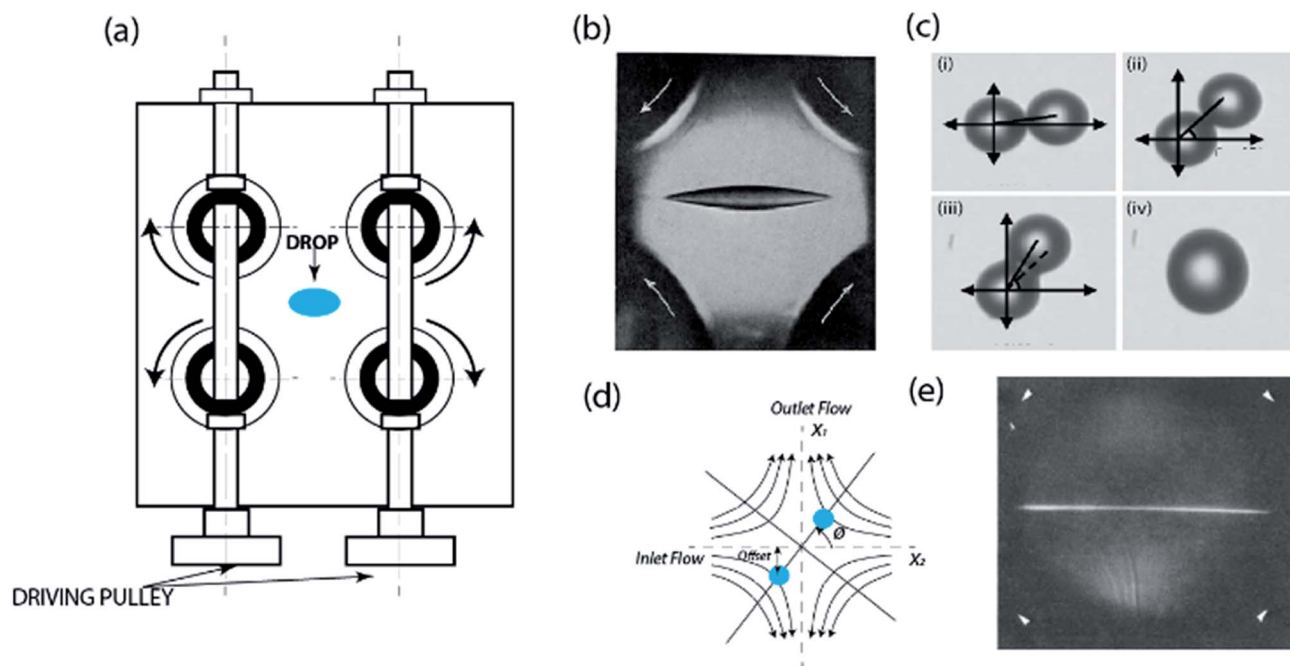 (a)
DROP
DRIVING PULLEY
(b)
(c)
(i)
(ii)
(iii)
(iv)
(d)
Outlet Flow
X₁
Ø
Offset
Inlet Flow
X₂
(e)